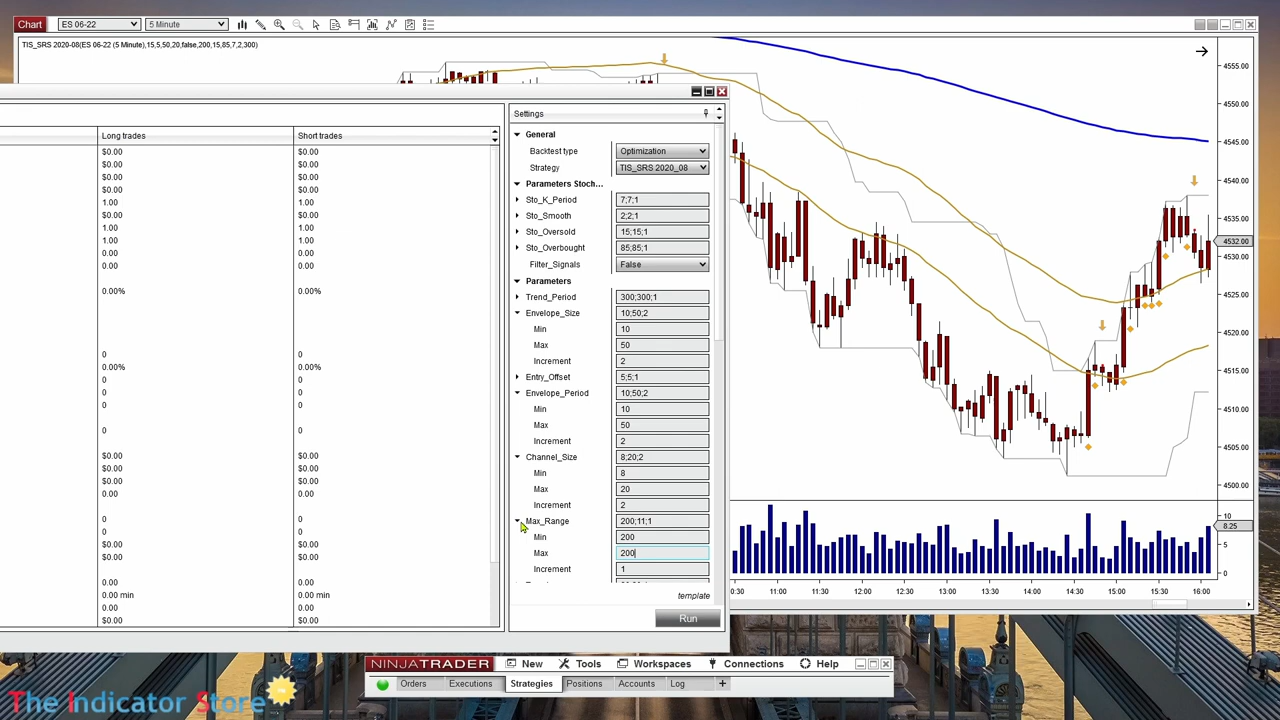 Chart
ES 06-22
5 Minute
TIS_SRS 2020-08(ES 06-22 (5 Minute),15,5,50,20,false,200,15,85,7,2,300)
Settings
Long trades Short trades
General
Backtest type Optimization
Strategy TIS_SRS 2020_08
Parameters Stoch...
Sto_K_Period 7;7;1
Sto_Smooth 2;2;1
Sto_Oversold 15;15;1
Sto_Overbought 85;85;1
Filter_Signals False
Parameters
Trend_Period 300;300;1
Envelope_Size 10;50;2
Min 10
Max 50
Increment 2
Entry_Offset 5;5;1
Envelope_Period 10;50;2
Min 10
Max 50
Increment 2
Channel_Size 8;20;2
Min 8
Max 20
Increment 2
Max_Range 200;11;1
Min 200
Max 200
Increment 1
template
Run
$0.00 $0.00
$0.00 $0.00
$0.00 $0.00
$0.00 $0.00
1.00 1.00
$0.00 $0.00
1.00 1.00
1.00 1.00
0.00 0.00
0.00 0.00
0.00% 0.00%
0 0
0.00% 0.00%
0 0
0 0
0 0
0 0
$0.00 $0.00
$0.00 $0.00
$0.00 $0.00
0.00 0.00
0 0
0 0
$0.00 $0.00
$0.00 $0.00
0.00 0.00
0.00 min 0.00 min
0.00 0.00
$0.00 $0.00
4555.00
4550.00
4545.00
4540.00
4535.00
4532.00
4530.00
4525.00
4520.00
4515.00
4510.00
4505.00
4500.00
10
8.25
5
0
0:30 11:00 11:30 12:00 12:30 13:00 13:30 14:00 14:30 15:00 15:30 16:00
NINJATRADER New Tools Workspaces Connections Help
Orders Executions Strategies Positions Accounts Log +
The Indicator Store